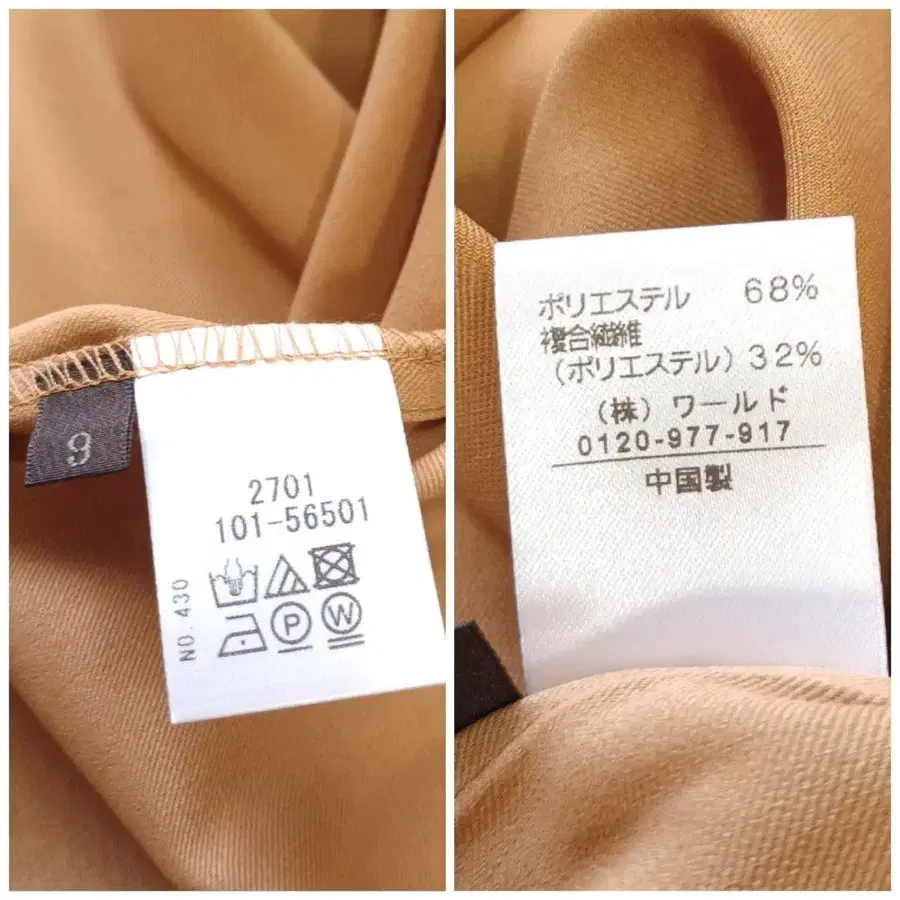 9
2701
101-56501
NO. 430
P
W
ポリエステル 68%
複合繊維
(ポリエステル) 32%
(株) ワールド
0120-977-917
中国製